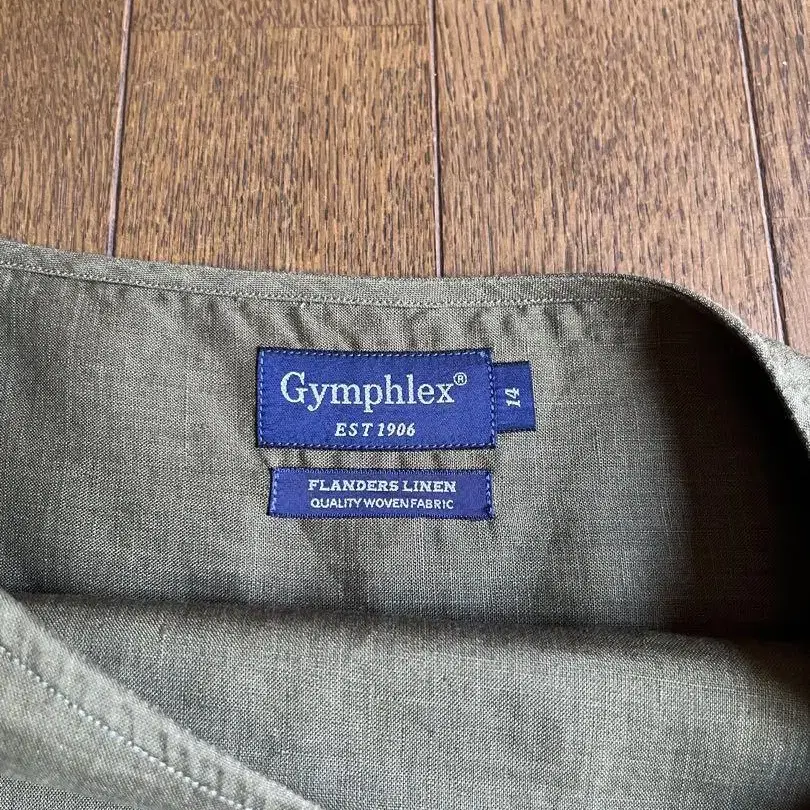 Gymphlex®
EST 1906
14
FLANDERS LINEN
QUALITY WOVEN FABRIC